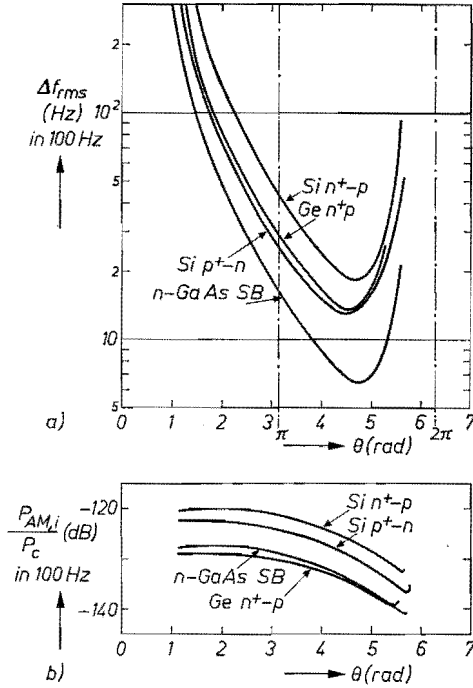 2
10²
5
2
10
5
Δf_rms
(Hz)
in 100 Hz
Si n⁺-p
Ge n⁺p
Si p⁺-n
n-GaAs SB
0 1 2 3 π 4 5 6 2π 7
a)
θ(rad)
-120
-140
P_AM,i / P_c (dB)
in 100 Hz
Si n⁺-p
Si p⁺-n
n-GaAs SB
Ge n⁺-p
0 1 2 3 4 5 6 7
b)
θ(rad)